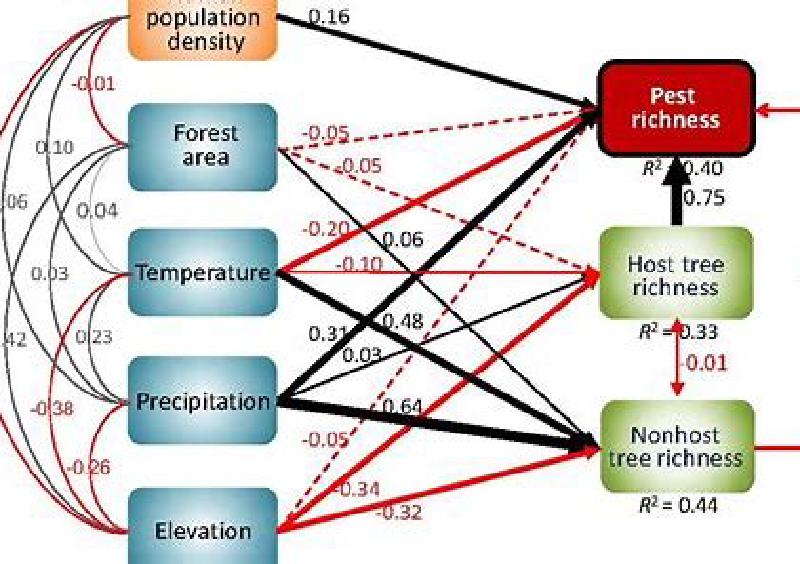 population
density
0.16
-0.01
Pest
richness
Forest
area
-0.05
0.10
-0.05
R² 0.40
0.75
06
0.04
-0.20
0.06
Host tree
richness
0.03
Temperature
-0.10
0.48
R² = 0.33
0.31
0.03
42
0.23
-0.01
Precipitation
0.64
-0.38
-0.05
Nonhost
tree richness
-0.26
-0.34
-0.32
R² = 0.44
Elevation